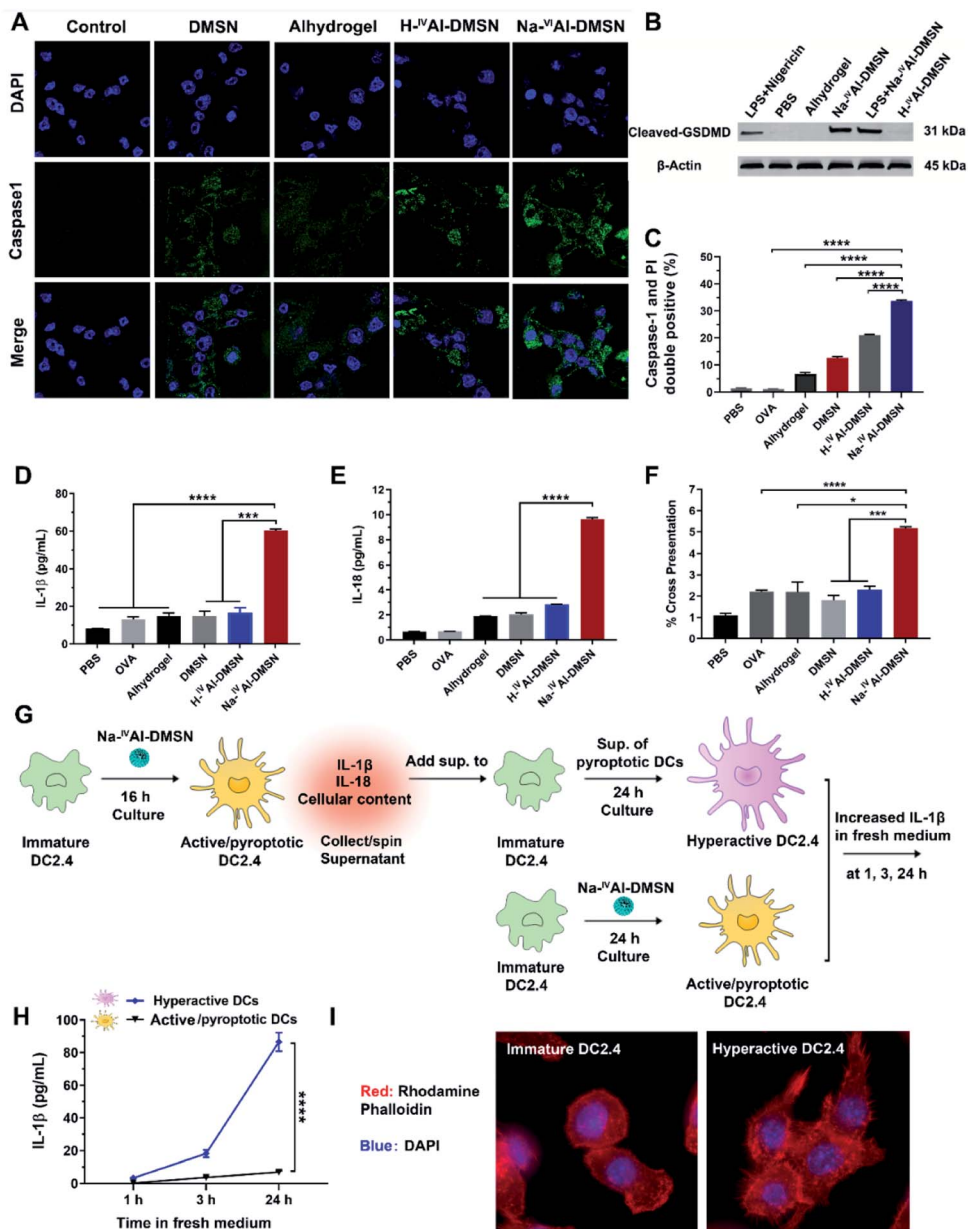 A
Control
DMSN
Alhydrogel
H-ᴵⱽAl-DMSN
Na-ⱽᴵAl-DMSN
DAPI
Caspase1
Merge
B
LPS+Nigericin
PBS
Alhydrogel
Na-ᴵⱽAl-DMSN
LPS+Na-ᴵⱽAl-DMSN
H-ᴵⱽAl-DMSN
Cleaved-GSDMD
31 kDa
β-Actin
45 kDa
C
Caspase-1 and PI
double positive (%)
50
40
30
20
10
0
****
****
****
****
PBS
OVA
Alhydrogel
DMSN
H-ᴵⱽAl-DMSN
Na-ᴵⱽAl-DMSN
D
IL-1β (pg/mL)
80
60
40
20
0
****
***
PBS
OVA
Alhydrogel
DMSN
H-ᴵⱽAl-DMSN
Na-ᴵⱽAl-DMSN
E
IL-18 (pg/mL)
12
10
8
6
4
2
0
****
PBS
OVA
Alhydrogel
DMSN
H-ᴵⱽAl-DMSN
Na-ᴵⱽAl-DMSN
F
% Cross Presentation
7
6
5
4
3
2
1
0
****
*
***
PBS
OVA
Alhydrogel
DMSN
H-ᴵⱽAl-DMSN
Na-ᴵⱽAl-DMSN
G
Na-ᴵⱽAl-DMSN
16 h
Culture
Immature
DC2.4
Active/pyroptotic
DC2.4
IL-1β
IL-18
Cellular content
Collect/spin
Supernatant
Add sup. to
Immature
DC2.4
Sup. of
pyroptotic DCs
24 h
Culture
Hyperactive DC2.4
Na-ᴵⱽAl-DMSN
24 h
Culture
Immature
DC2.4
Active/pyroptotic
DC2.4
Increased IL-1β
in fresh medium
at 1, 3, 24 h
H
Hyperactive DCs
Active/pyroptotic DCs
IL-1β (pg/mL)
100
80
60
40
20
0
****
1 h
3 h
24 h
Time in fresh medium
I
Red: Rhodamine
Phalloidin
Blue: DAPI
Immature DC2.4
Hyperactive DC2.4